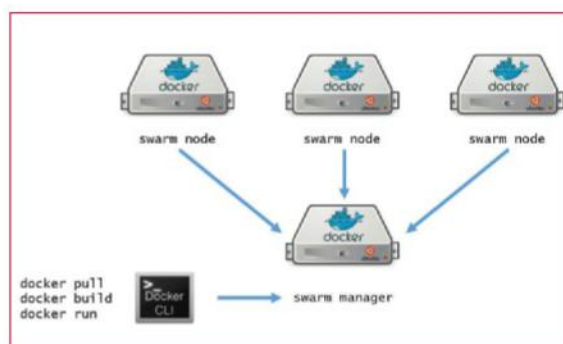 docker
docker
docker
swarm node
swarm node
swarm node
docker
docker pull
docker build
docker run
>_
Docker
CLI
swarm manager